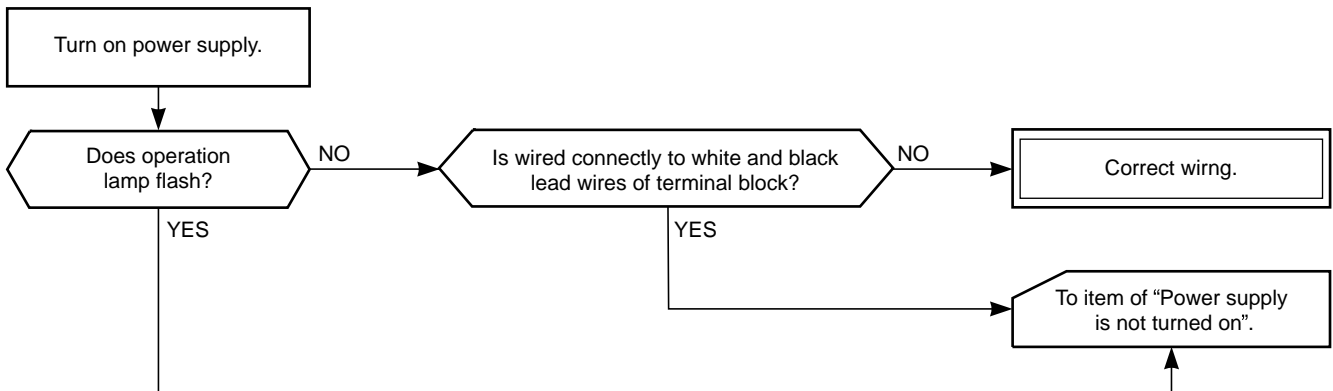 Turn on power supply.
Does operation
lamp flash?
NO
Is wired connectly to white and black
lead wires of terminal block?
NO
Correct wirng.
YES
YES
To item of “Power supply
is not turned on”.